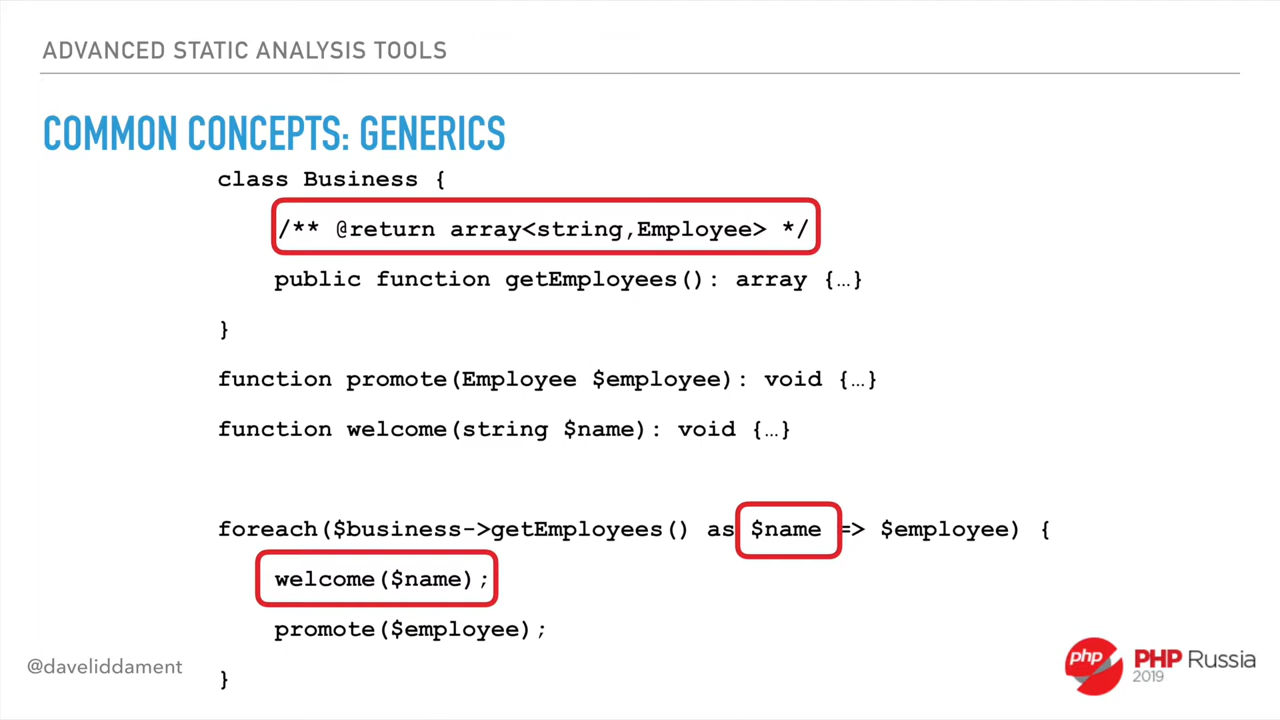 ADVANCED STATIC ANALYSIS TOOLS
COMMON CONCEPTS: GENERICS
class Business {
/** @return array<string,Employee> */
public function getEmployees(): array {…}
}
function promote(Employee $employee): void {…}
function welcome(string $name): void {…}
foreach($business->getEmployees() as $name => $employee) {
welcome($name);
promote($employee);
}
@daveliddament
php PHP Russia
2019